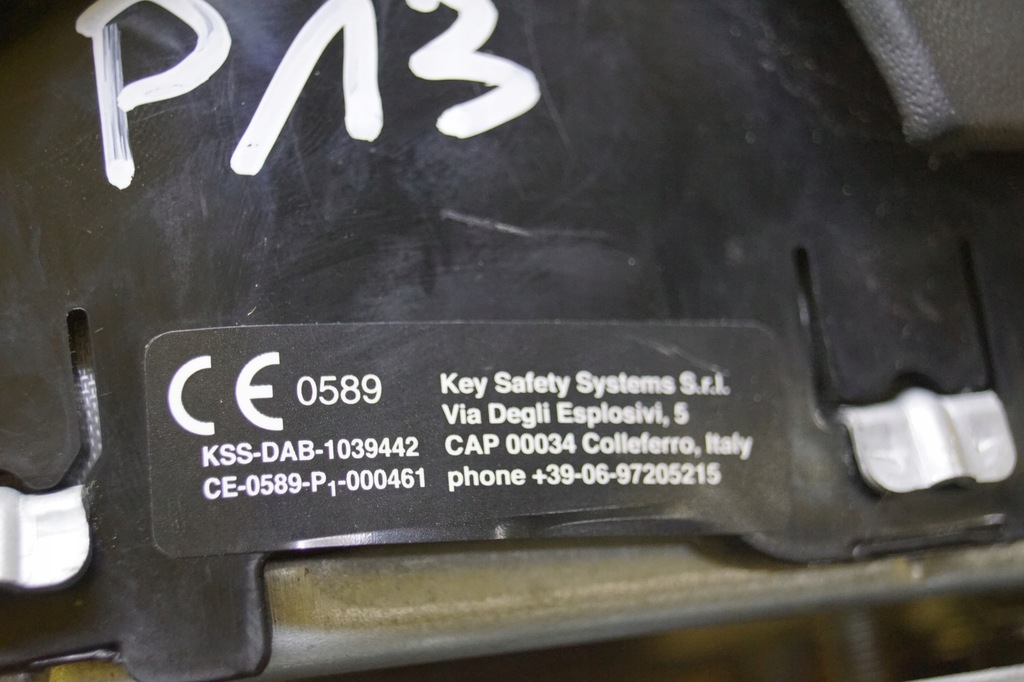 P13
CE 0589
KSS-DAB-1039442
CE-0589-P₁-000461
Key Safety Systems S.r.l.
Via Degli Esplosivi, 5
CAP 00034 Colleferro, Italy
phone +39-06-97205215